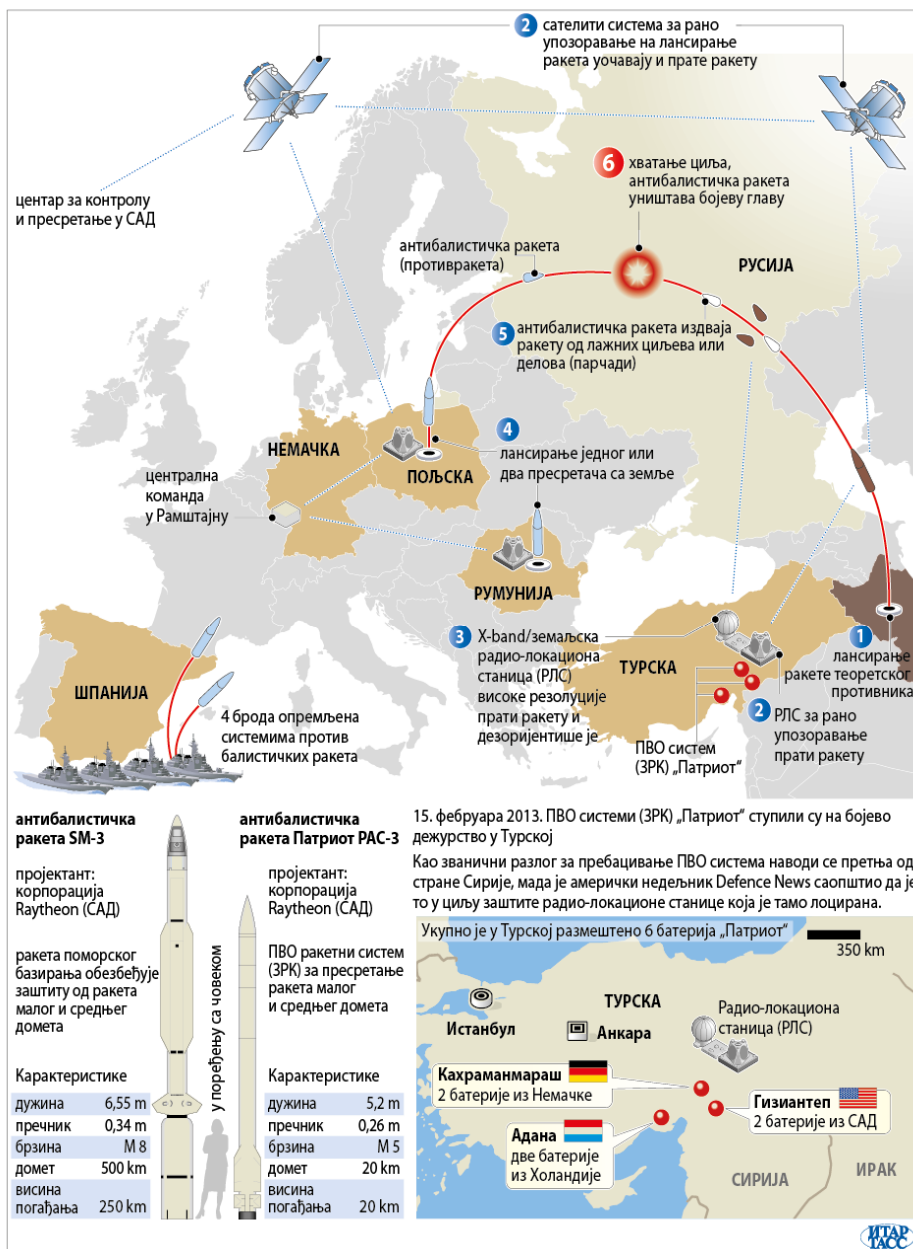 2 сателити система за рано
упозоравање на лансирање
ракета уочавају и прате ракету
центар за контролу
и пресретање у САД
6 хватање циља,
антибалистичка ракета
уништава бојеву главу
антибалистичка ракета
(противракета)
РУСИЈА
5 антибалистичка ракета издваја
ракету од лажних циљева или
делова (парчади)
НЕМАЧКА
4
лансирање једног или
два пресретача са земље
ПОЉСКА
централна
команда
у Рамштајну
РУМУНИЈА
3 X-band/земаљска
радио-локациона
станица (РЛС)
високе резолуције
прати ракету и
дезоријентише је
ТУРСКА
1
лансирање
ракете теоретског
противника
ШПАНИЈА
4 брода опремљена
системима против
балистичких ракета
ПВО систем
(ЗРК) „Патриот“
2 РЛС за рано
упозоравање
прати ракету
антибалистичка
ракета SM-3
пројектант:
корпорација
Raytheon (САД)
ракета поморског
базирања обезбеђује
заштиту од ракета
малог и средњег
домета
Карактеристике
дужина 6,55 m
пречник 0,34 m
брзина М 8
домет 500 km
висина
погађања 250 km
у поређењу са човеком
антибалистичка
ракета Патриот PAC-3
пројектант:
корпорација
Raytheon (САД)
ПВО ракетни систем
(ЗРК) за пресретање
ракета малог
и средњег домета
Карактеристике
дужина 5,2 m
пречник 0,26 m
брзина М 5
домет 20 km
висина
погађања 20 km
15. фебруара 2013. ПВО системи (ЗРК) „Патриот“ ступили су на бојево
дежурство у Турској
Као званични разлог за пребацивање ПВО система наводи се претња од
стране Сирије, мада је амерички недељник Defence News саопштио да је
то у циљу заштите радио-локационе станице која је тамо лоцирана.
Укупно је у Турској размештено 6 батерија „Патриот“
350 km
ТУРСКА
Истанбул
Анкара
Радио-локациона
станица (РЛС)
Кахраманмараш
2 батерије из Немачке
Гизиантеп
2 батерије из САД
Адана
две батерије
из Холандије
СИРИЈА
ИРАК
ИТАР
ТАСС